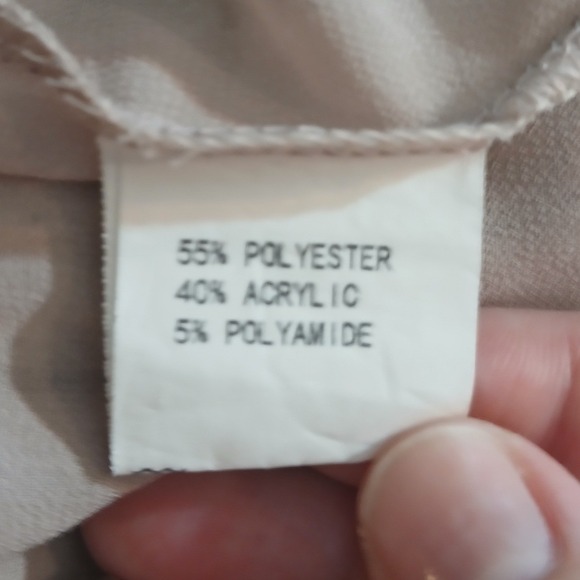 55% POLYESTER
40% ACRYLIC
5% POLYAMIDE